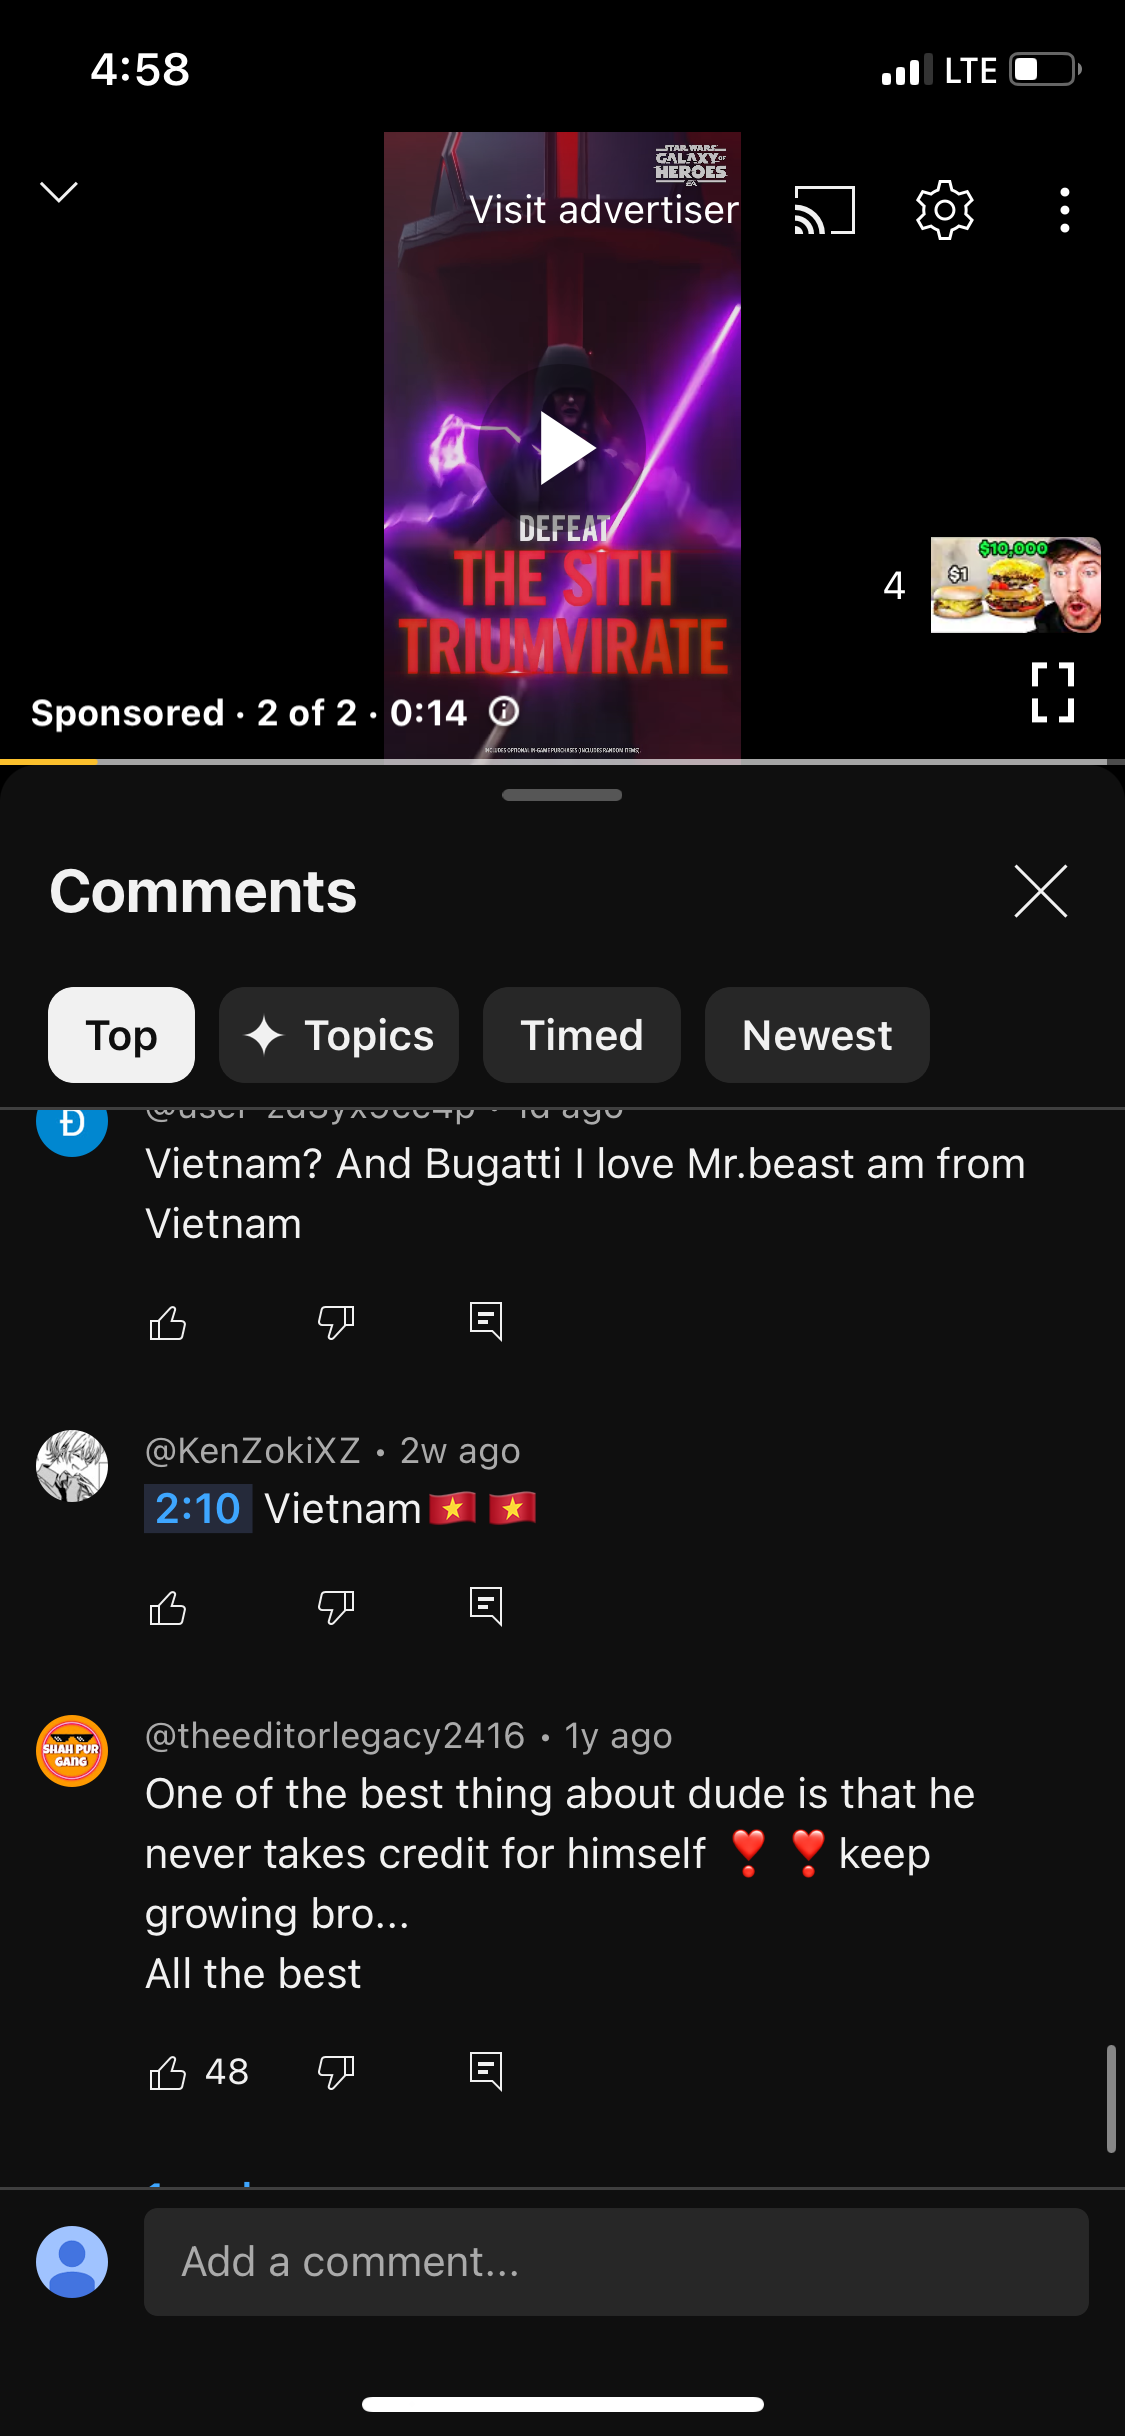 4:58
LTE
STAR WARS
GALAXY OF
HEROES
EA
Visit advertiser
DEFEAT
THE SITH
TRIUMVIRATE
4
$10,000
$1
Sponsored · 2 of 2 · 0:14
INCLUDES OPTIONAL IN-GAME PURCHASES (INCLUDES RANDOM ITEMS).
Comments
Top
Topics
Timed
Newest
Đ
1d ago
Vietnam? And Bugatti I love Mr.beast am from
Vietnam
@KenZokiXZ • 2w ago
2:10 Vietnam🇻🇳 🇻🇳
SHAH PUR
GANG
@theeditorlegacy2416 • 1y ago
One of the best thing about dude is that he
never takes credit for himself ❣️ ❣️ keep
growing bro...
All the best
48
Add a comment...